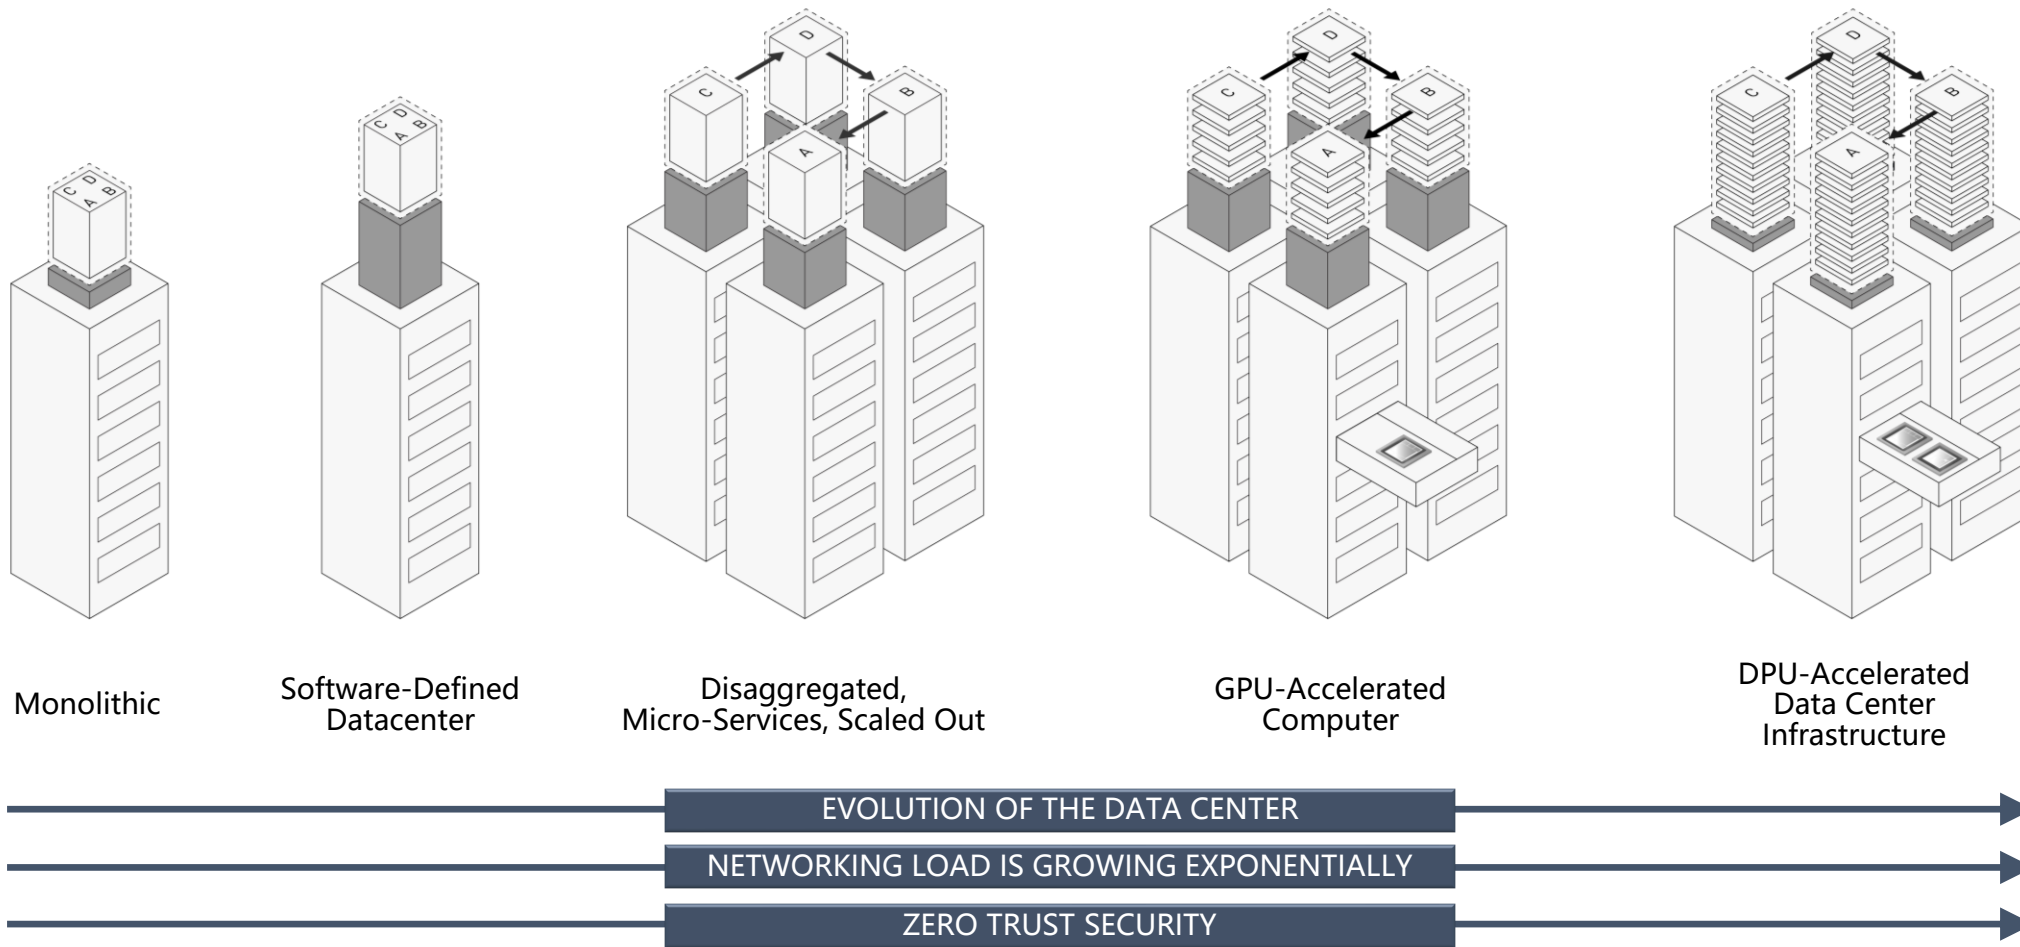 C D
A B
C D
A B
D
C
B
A
D
C
B
A
D
C
B
A
Monolithic
Software-Defined
Datacenter
Disaggregated,
Micro-Services, Scaled Out
GPU-Accelerated
Computer
DPU-Accelerated
Data Center
Infrastructure
EVOLUTION OF THE DATA CENTER
NETWORKING LOAD IS GROWING EXPONENTIALLY
ZERO TRUST SECURITY